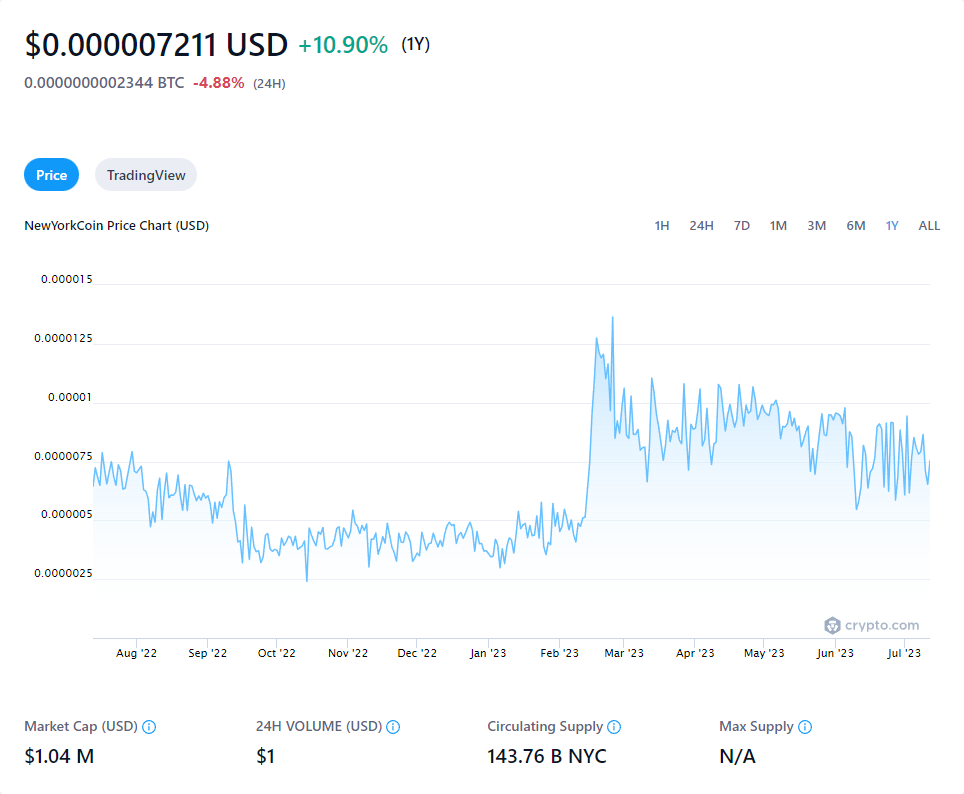 $0.000007211 USD +10.90% (1Y)
0.0000000002344 BTC -4.88% (24H)
Price TradingView
NewYorkCoin Price Chart (USD) 1H 24H 7D 1M 3M 6M 1Y ALL
0.000015
0.0000125
0.00001
0.0000075
0.000005
0.0000025
crypto.com
Aug '22 Sep '22 Oct '22 Nov '22 Dec '22 Jan '23 Feb '23 Mar '23 Apr '23 May '23 Jun '23 Jul '23
Market Cap (USD) 24H VOLUME (USD) Circulating Supply Max Supply
$1.04 M $1 143.76 B NYC N/A